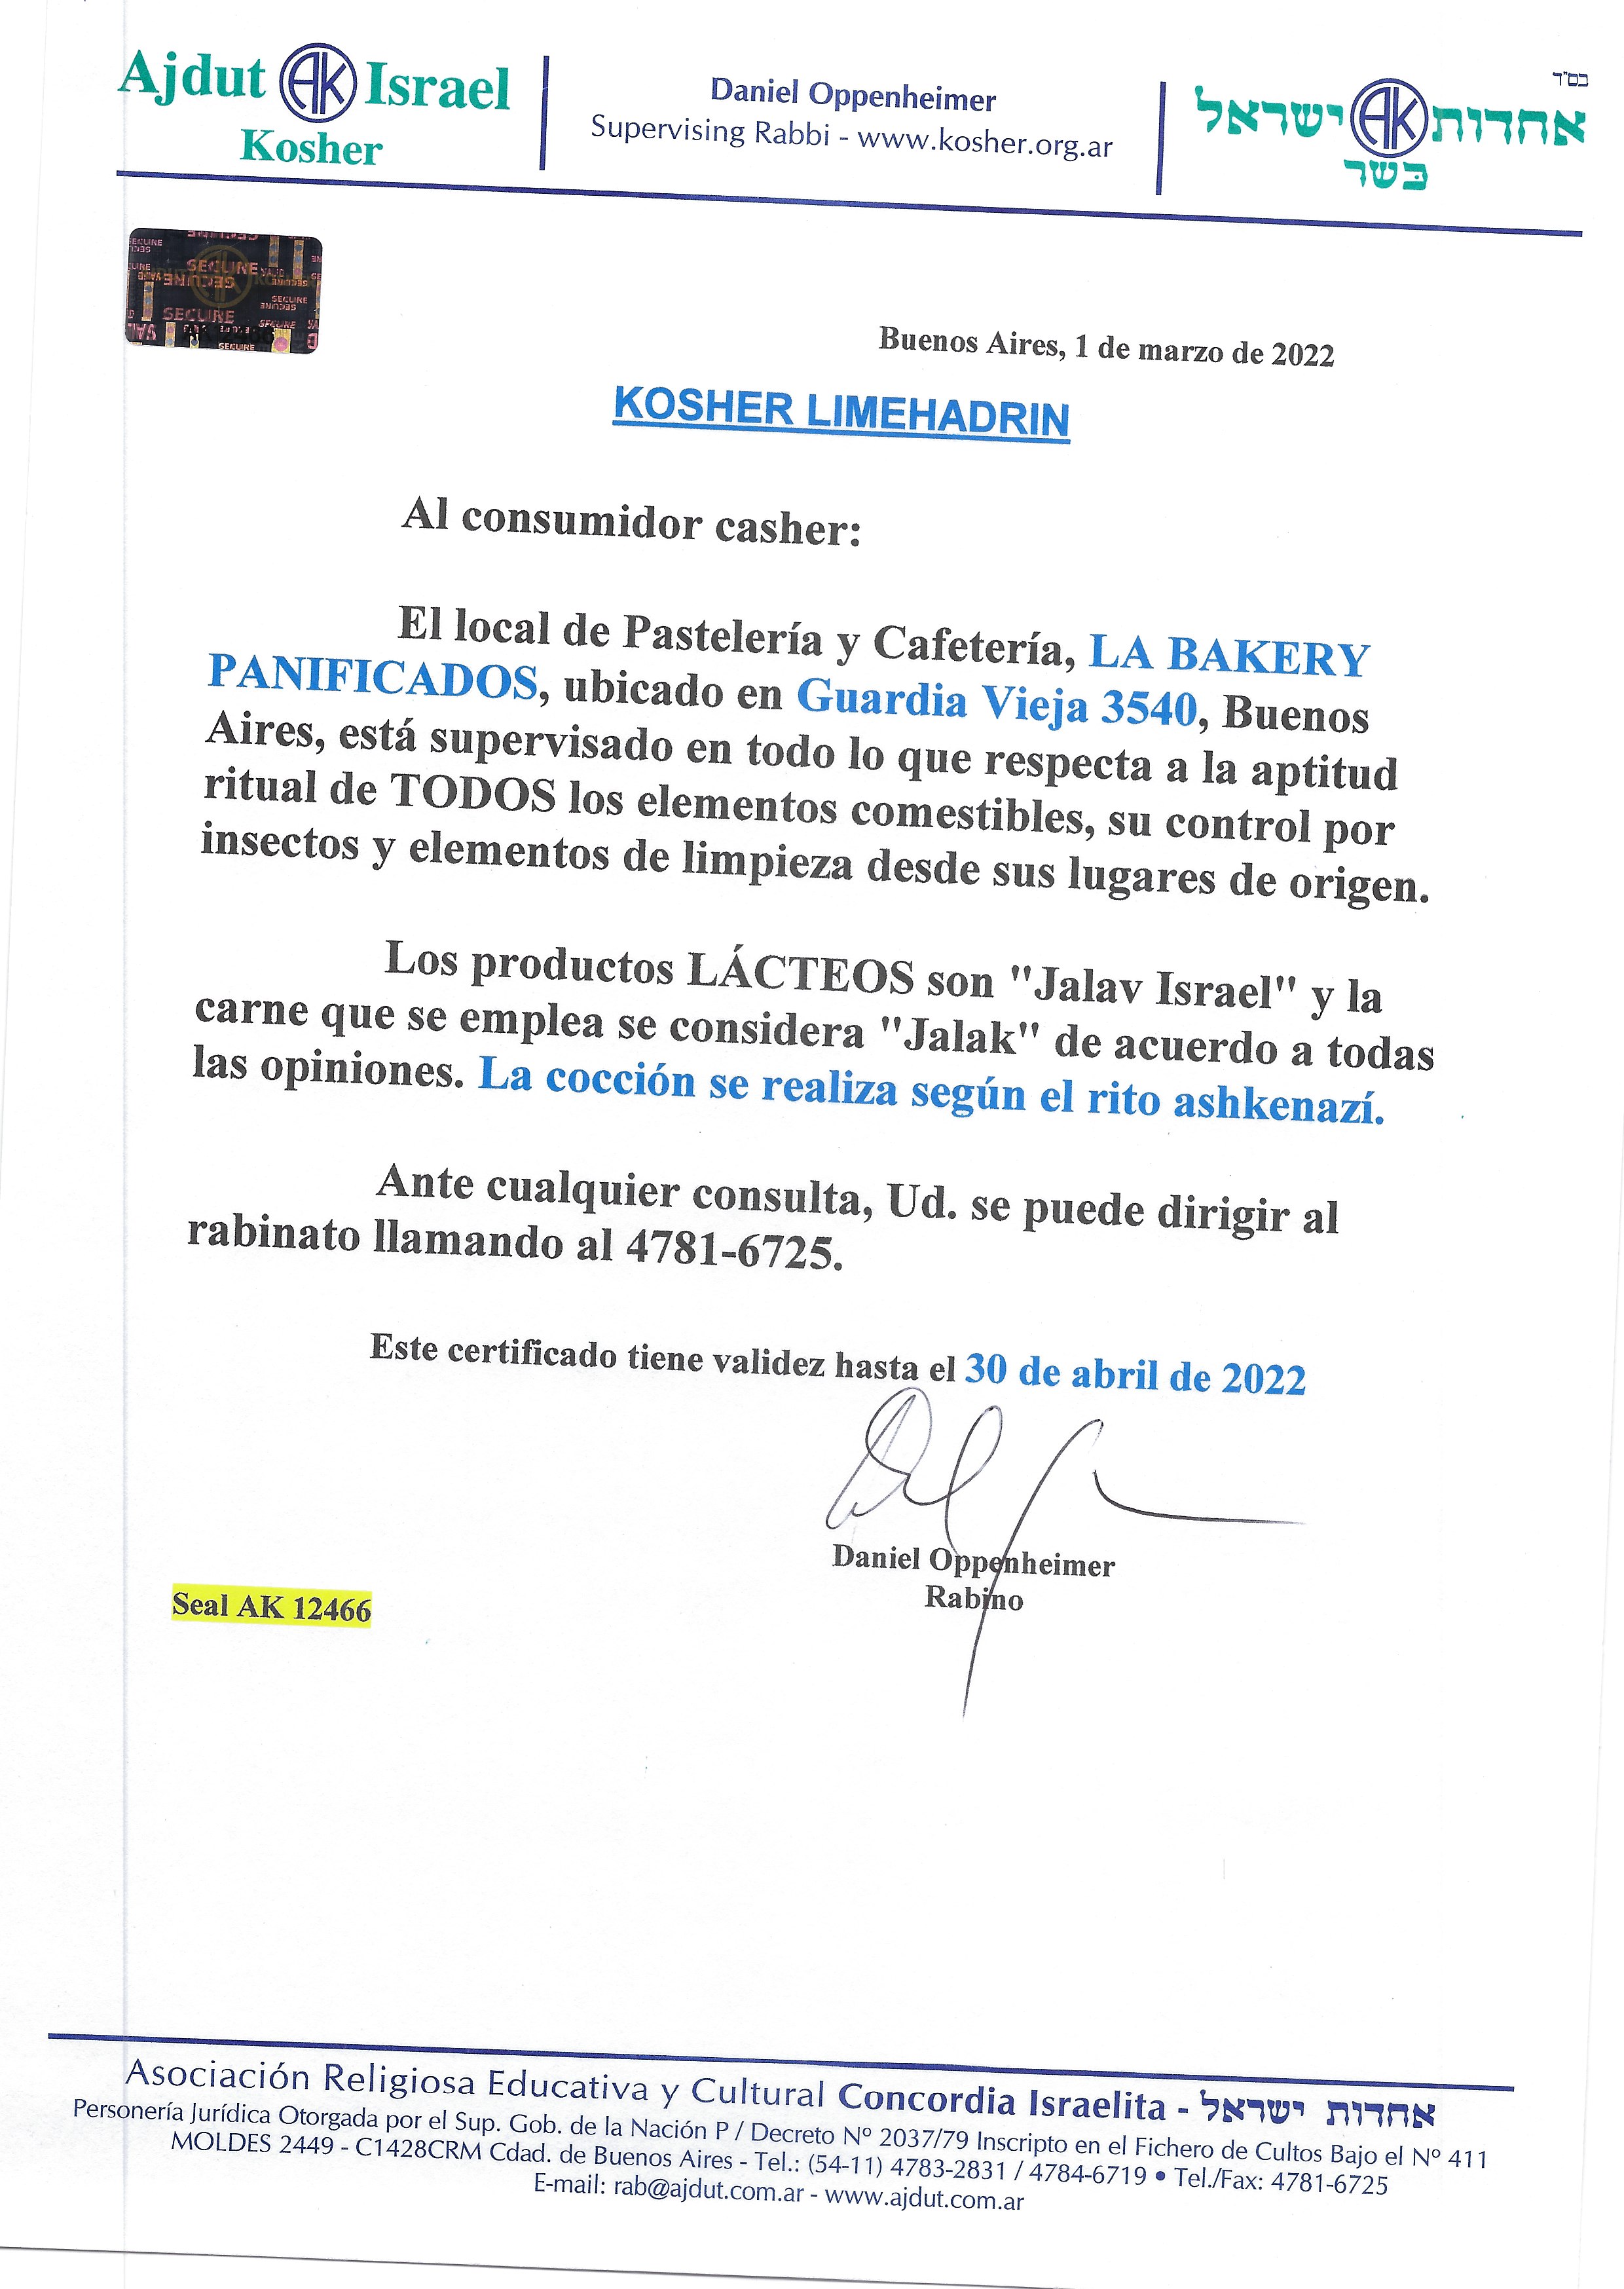 בס"ד
Ajdut AK Israel
Kosher
Daniel Oppenheimer
Supervising Rabbi - www.kosher.org.ar
אחדות AK ישראל
כּשר
SECURE
SECURE
SECURE
Buenos Aires, 1 de marzo de 2022
KOSHER LIMEHADRIN
Al consumidor casher:
El local de Pastelería y Cafetería, LA BAKERY
PANIFICADOS, ubicado en Guardia Vieja 3540, Buenos
Aires, está supervisado en todo lo que respecta a la aptitud
ritual de TODOS los elementos comestibles, su control por
insectos y elementos de limpieza desde sus lugares de origen.
Los productos LÁCTEOS son "Jalav Israel" y la
carne que se emplea se considera "Jalak" de acuerdo a todas
las opiniones. La cocción se realiza según el rito ashkenazí.
Ante cualquier consulta, Ud. se puede dirigir al
rabinato llamando al 4781-6725.
Este certificado tiene validez hasta el 30 de abril de 2022
Daniel Oppenheimer
Rabino
Seal AK 12466
Asociación Religiosa Educativa y Cultural Concordia Israelita - אחדות ישראל
Personería Jurídica Otorgada por el Sup. Gob. de la Nación P / Decreto Nº 2037/79 Inscripto en el Fichero de Cultos Bajo el Nº 411
MOLDES 2449 - C1428CRM Cdad. de Buenos Aires - Tel.: (54-11) 4783-2831 / 4784-6719 • Tel./Fax: 4781-6725
E-mail: rab@ajdut.com.ar - www.ajdut.com.ar